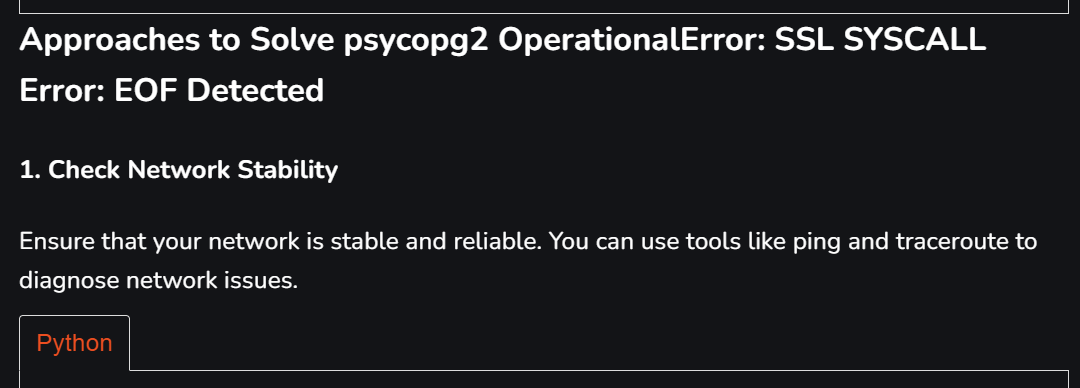 Approaches to Solve psycopg2 OperationalError: SSL SYSCALL
Error: EOF Detected
1. Check Network Stability
Ensure that your network is stable and reliable. You can use tools like ping and traceroute to
diagnose network issues.
Python